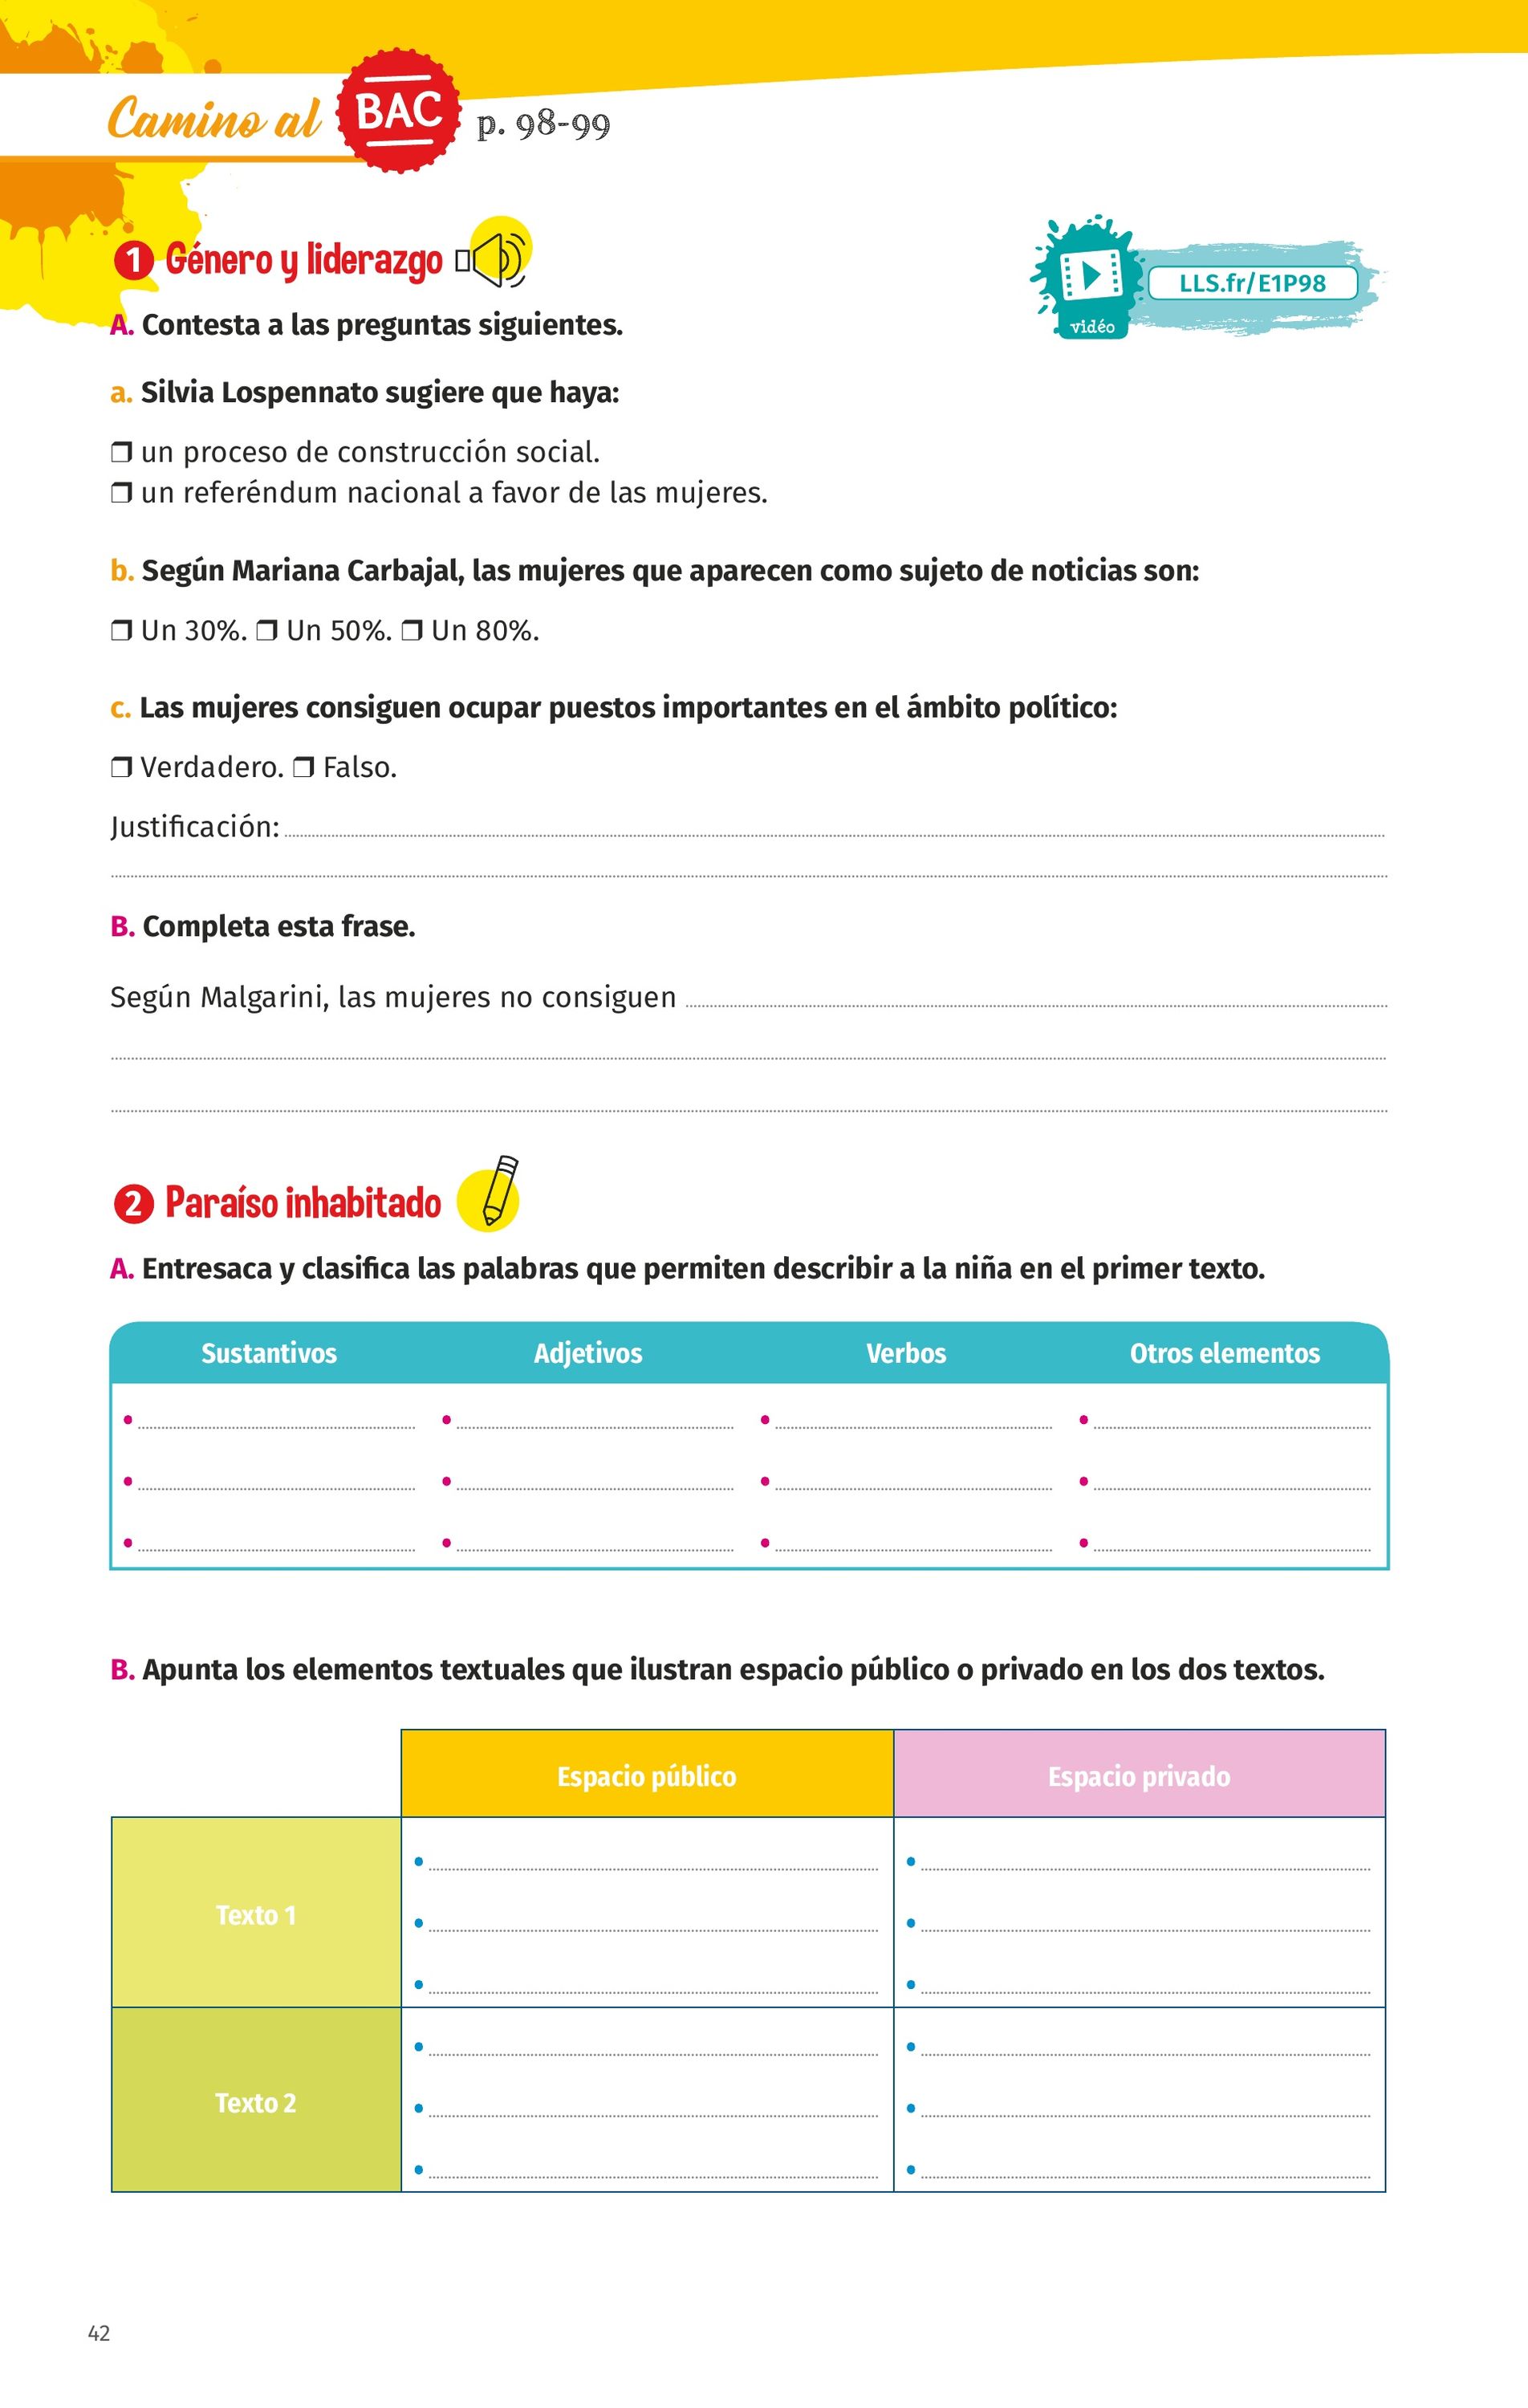 Camino al BAC p. 98-99
1 Género y liderazgo
LLS.fr/E1P98
vidéo
A. Contesta a las preguntas siguientes.
a. Silvia Lospennato sugiere que haya:
❒ un proceso de construcción social.
❒ un referéndum nacional a favor de las mujeres.
b. Según Mariana Carbajal, las mujeres que aparecen como sujeto de noticias son:
❒ Un 30%. ❒ Un 50%. ❒ Un 80%.
c. Las mujeres consiguen ocupar puestos importantes en el ámbito político:
❒ Verdadero. ❒ Falso.
Justificación:
B. Completa esta frase.
Según Malgarini, las mujeres no consiguen
2 Paraíso inhabitado
A. Entresaca y clasifica las palabras que permiten describir a la niña en el primer texto.
Sustantivos Adjetivos Verbos Otros elementos
B. Apunta los elementos textuales que ilustran espacio público o privado en los dos textos.
Espacio público Espacio privado
Texto 1
Texto 2
42